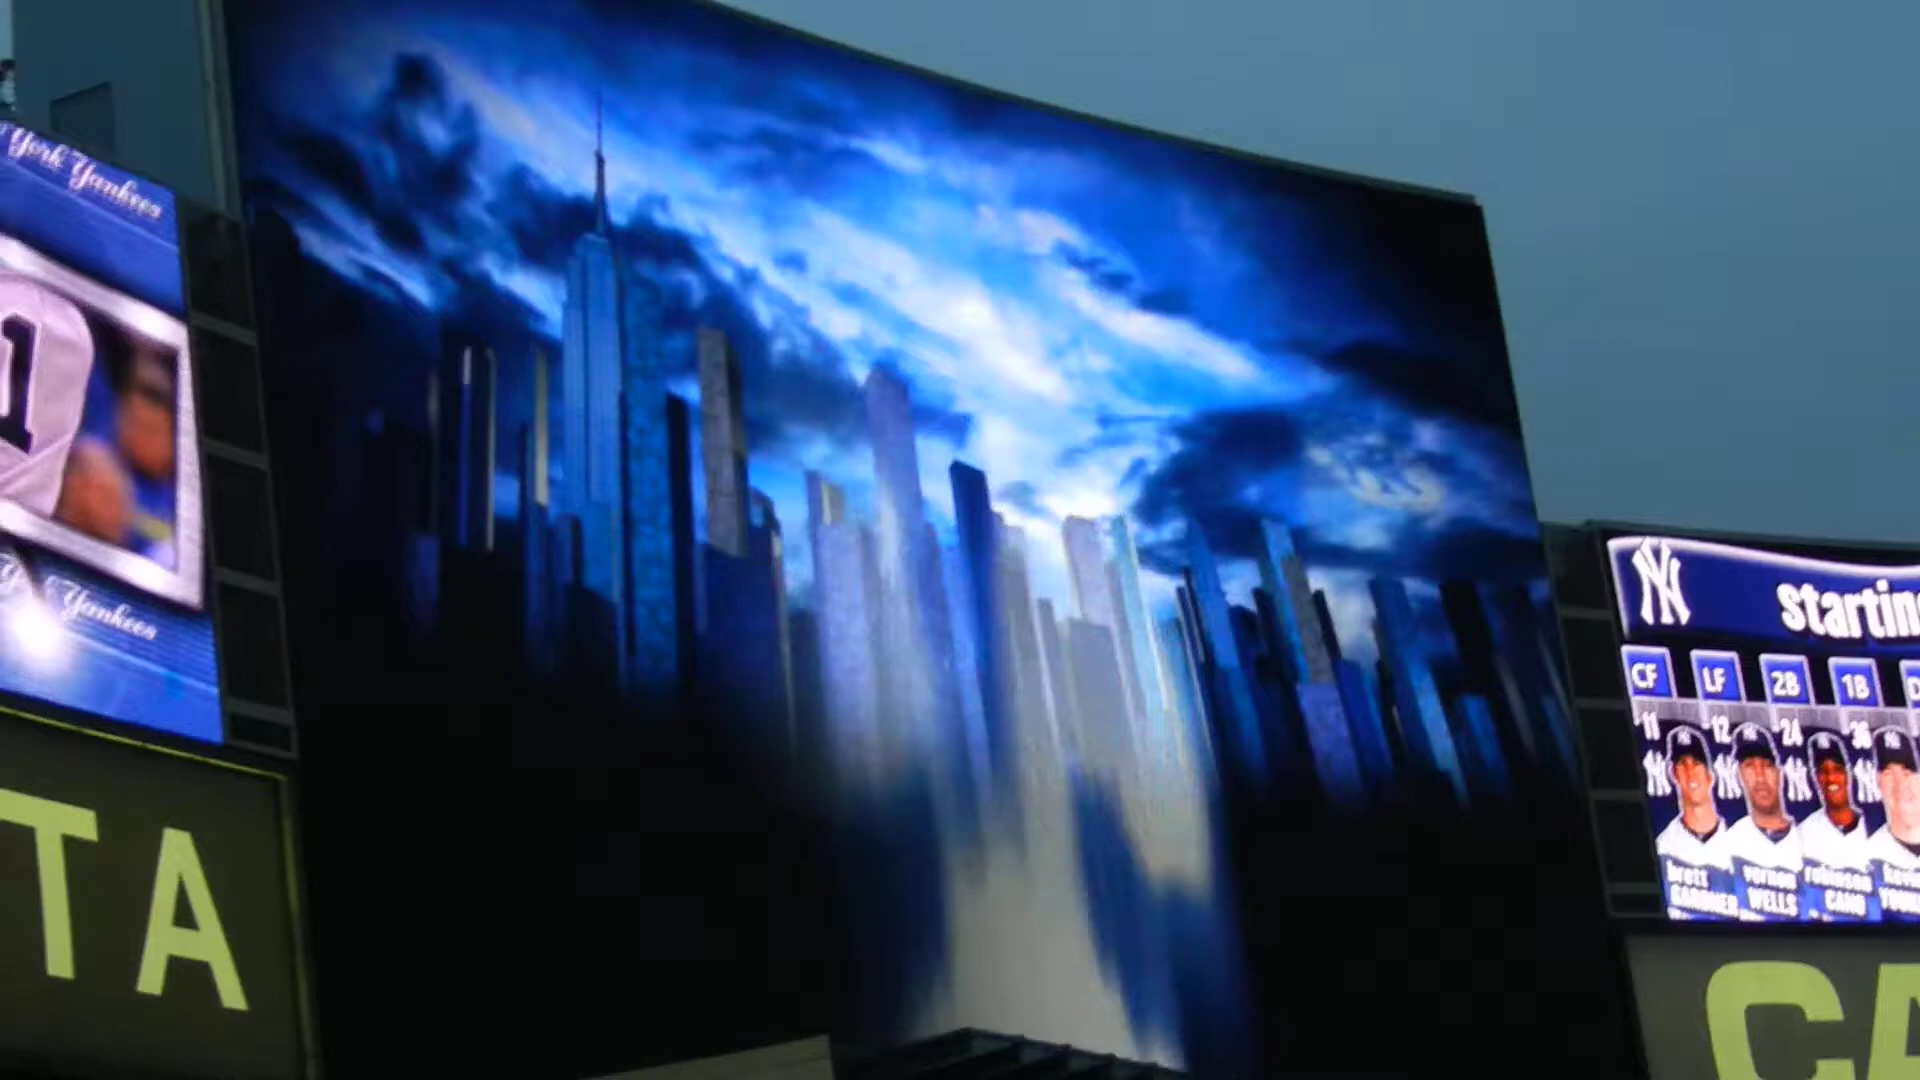 York Yankees
1
York Yankees
TA
NY
startin
CF LF 2B 1B D
11 12 24 36
brett vernon robinson
GARDNER WELLS CANO
CA